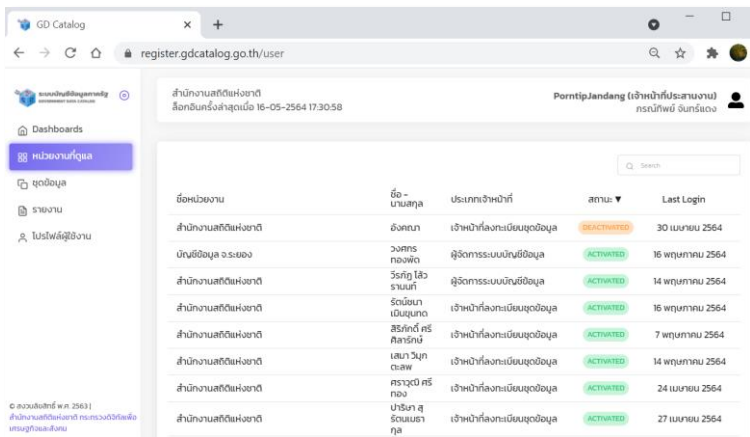 GD Catalog
register.gdcatalog.go.th/user
ระบบบัญชีข้อมูลภาครัฐ
GOVERNMENT DATA CATALOG
สำนักงานสถิติแห่งชาติ
ล็อกอินครั้งล่าสุดเมื่อ 16-05-2564 17:30:58
PorntipJandang (เจ้าหน้าที่ประสานงาน)
ภรณ์ทิพย์ จันทร์แดง
Dashboards
หน่วยงานที่ดูแล
ชุดข้อมูล
รายงาน
โปรไฟล์ผู้ใช้งาน
Search
ชื่อหน่วยงาน ชื่อ - นามสกุล ประเภทเจ้าหน้าที่ สถานะ ▼ Last Login
สำนักงานสถิติแห่งชาติ อังคณา เจ้าหน้าที่ลงทะเบียนชุดข้อมูล DEACTIVATED 30 เมษายน 2564
บัญชีข้อมูล จ.ระยอง วงศกร ทองพัด ผู้จัดการระบบบัญชีข้อมูล ACTIVATED 16 พฤษภาคม 2564
สำนักงานสถิติแห่งชาติ วีรภัฎ ไส้ว รานนท์ ผู้จัดการระบบบัญชีข้อมูล ACTIVATED 14 พฤษภาคม 2564
สำนักงานสถิติแห่งชาติ รัตน์ชนา เมินขุนทด เจ้าหน้าที่ลงทะเบียนชุดข้อมูล ACTIVATED 16 พฤษภาคม 2564
สำนักงานสถิติแห่งชาติ สิริภักดิ์ ศรี ศิลารักษ์ เจ้าหน้าที่ลงทะเบียนชุดข้อมูล ACTIVATED 7 พฤษภาคม 2564
สำนักงานสถิติแห่งชาติ เสมา วิมุก ตะลพ เจ้าหน้าที่ลงทะเบียนชุดข้อมูล ACTIVATED 14 พฤษภาคม 2564
สำนักงานสถิติแห่งชาติ ศราวุฒิ ศรี ทอง เจ้าหน้าที่ลงทะเบียนชุดข้อมูล ACTIVATED 24 เมษายน 2564
สำนักงานสถิติแห่งชาติ ปาริษา สุ รัตนเมธา กุล เจ้าหน้าที่ลงทะเบียนชุดข้อมูล ACTIVATED 27 เมษายน 2564
© สงวนลิขสิทธิ์ พ.ศ. 2563 |
สำนักงานสถิติแห่งชาติ กระทรวงดิจิทัลเพื่อ
เศรษฐกิจและสังคม